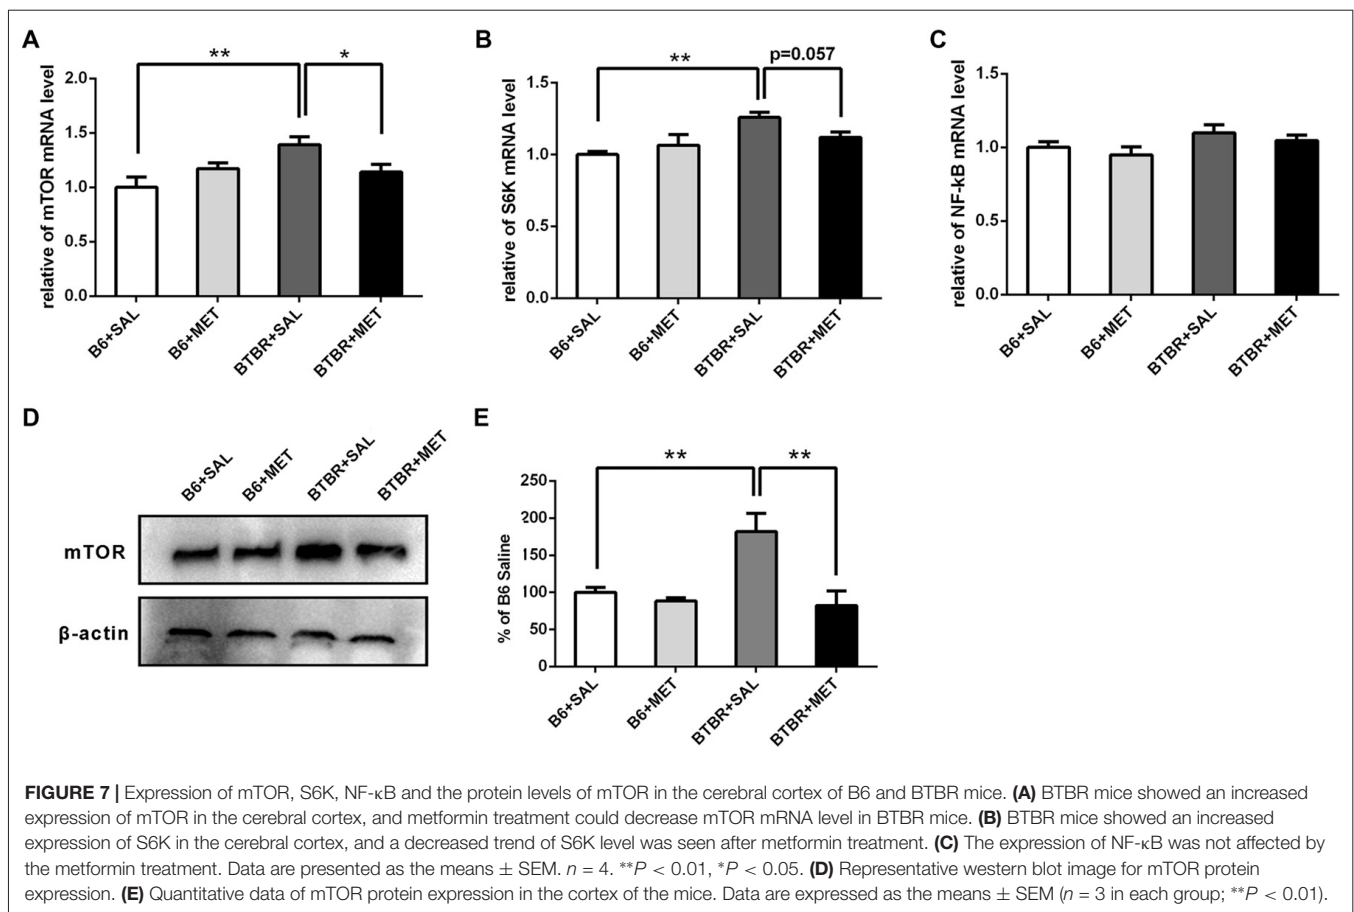 A
** *
relative of mTOR mRNA level
2.0
1.5
1.0
0.5
0.0
B6+SAL
B6+MET
BTBR+SAL
BTBR+MET
B
** p=0.057
relative of S6K mRNA level
1.5
1.0
0.5
0.0
B6+SAL
B6+MET
BTBR+SAL
BTBR+MET
C
relative of NF-kB mRNA level
1.5
1.0
0.5
0.0
B6+SAL
B6+MET
BTBR+SAL
BTBR+MET
D
B6+SAL
B6+MET
BTBR+SAL
BTBR+MET
mTOR
β-actin
E
** **
% of B6 Saline
250
200
150
100
50
0
B6+SAL
B6+MET
BTBR+SAL
BTBR+MET
FIGURE 7 | Expression of mTOR, S6K, NF-κB and the protein levels of mTOR in the cerebral cortex of B6 and BTBR mice. (A) BTBR mice showed an increased
expression of mTOR in the cerebral cortex, and metformin treatment could decrease mTOR mRNA level in BTBR mice. (B) BTBR mice showed an increased
expression of S6K in the cerebral cortex, and a decreased trend of S6K level was seen after metformin treatment. (C) The expression of NF-κB was not affected by
the metformin treatment. Data are presented as the means ± SEM. n = 4. **P < 0.01, *P < 0.05. (D) Representative western blot image for mTOR protein
expression. (E) Quantitative data of mTOR protein expression in the cortex of the mice. Data are expressed as the means ± SEM (n = 3 in each group; **P < 0.01).